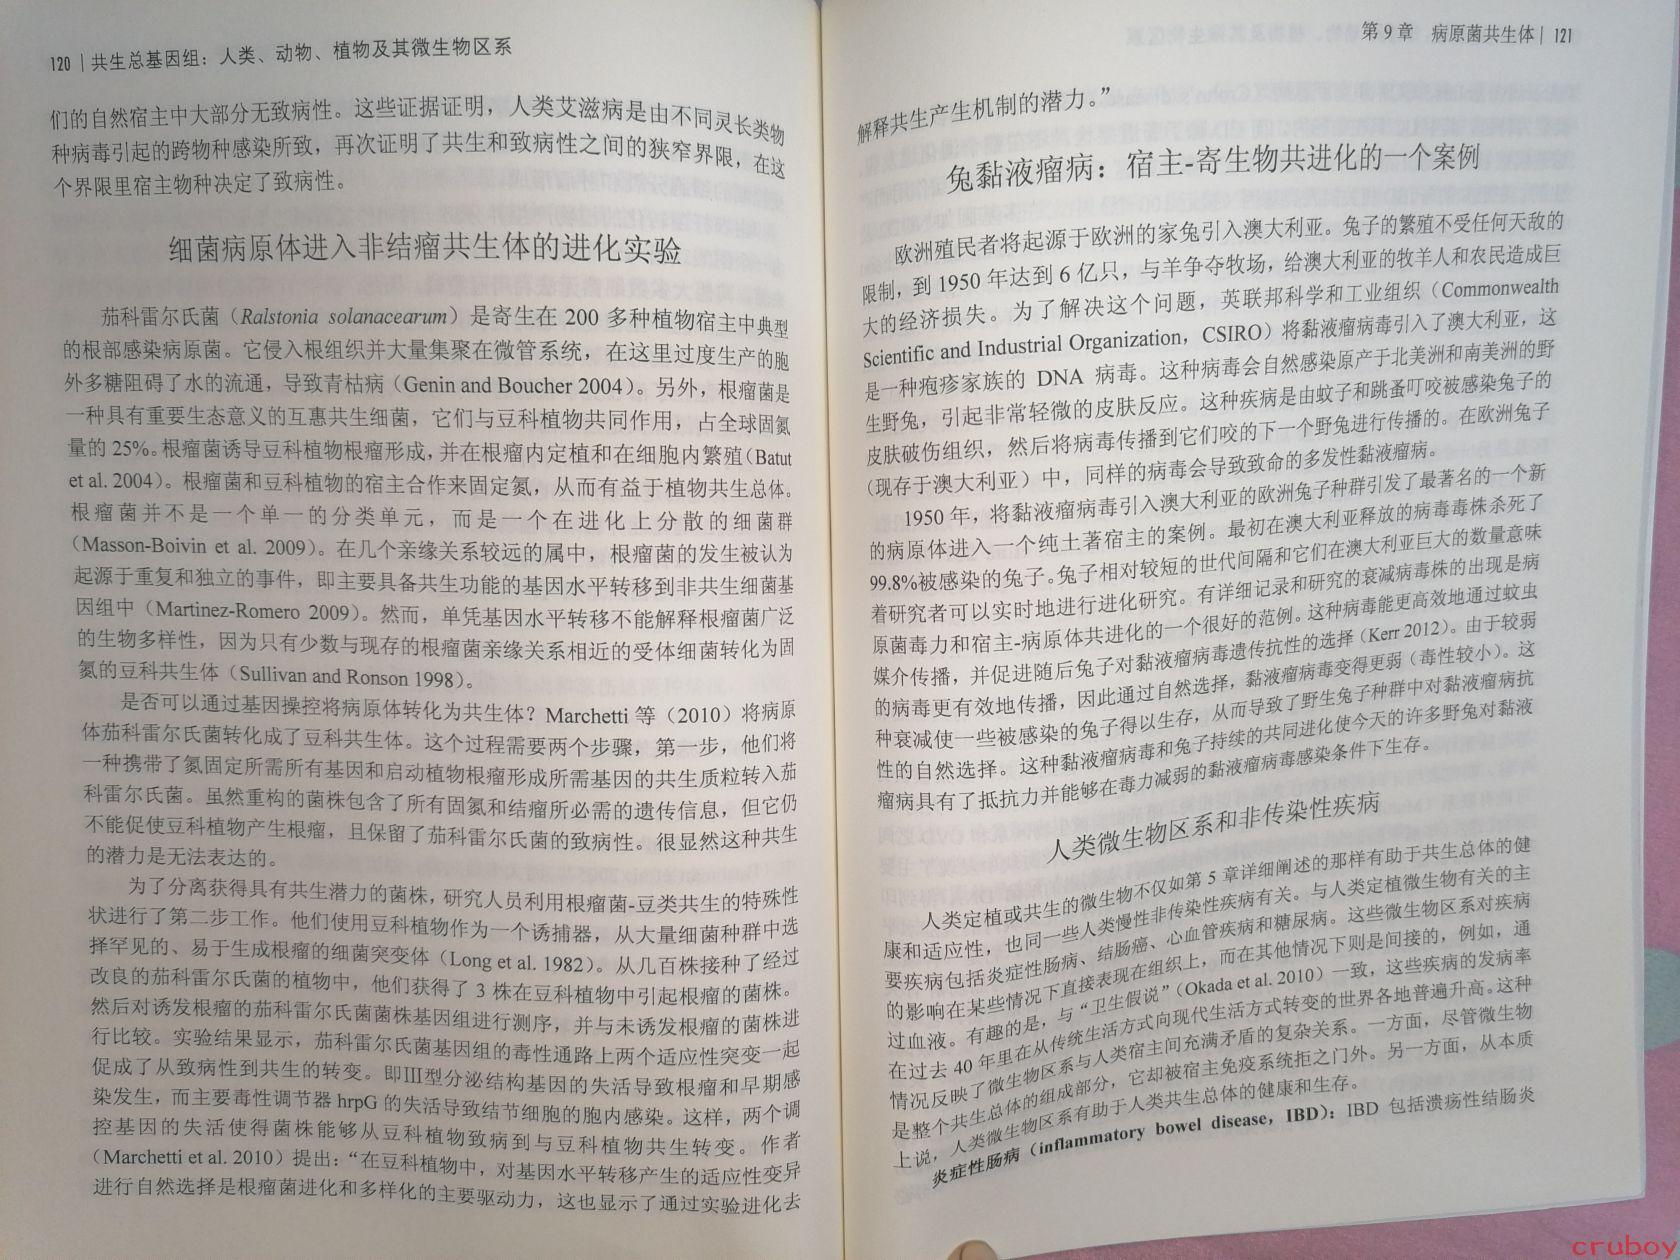 120 | 共生总基因组：人类、动物、植物及其微生物区系
们的自然宿主中大部分无致病性。这些证据证明，人类艾滋病是由不同灵长类物
种病毒引起的跨物种感染所致，再次证明了共生和致病性之间的狭窄界限，在这
个界限里宿主物种决定了致病性。
细菌病原体进入非结瘤共生体的进化实验
茄科雷尔氏菌（Ralstonia solanacearum）是寄生在 200 多种植物宿主中典型
的根部感染病原菌。它侵入根组织并大量集聚在微管系统，在这里过度生产的胞
外多糖阻碍了水的流通，导致青枯病（Genin and Boucher 2004）。另外，根瘤菌是
一种具有重要生态意义的互惠共生细菌，它们与豆科植物共同作用，占全球固氮
量的 25%。根瘤菌诱导豆科植物根瘤形成，并在根瘤内定植和在细胞内繁殖（Batut
et al. 2004）。根瘤菌和豆科植物的宿主合作来固定氮，从而有益于植物共生总体。
根瘤菌并不是一个单一的分类单元，而是一个在进化上分散的细菌群
（Masson-Boivin et al. 2009）。在几个亲缘关系较远的属中，根瘤菌的发生被认为
起源于重复和独立的事件，即主要具备共生功能的基因水平转移到非共生细菌基
因组中（Martinez-Romero 2009）。然而，单凭基因水平转移不能解释根瘤菌广泛
的生物多样性，因为只有少数与现存的根瘤菌亲缘关系相近的受体细菌转化为固
氮的豆科共生体（Sullivan and Ronson 1998）。
是否可以通过基因操控将病原体转化为共生体？Marchetti 等（2010）将病原
体茄科雷尔氏菌转化成了豆科共生体。这个过程需要两个步骤，第一步，他们将
一种携带了氮固定所需所有基因和启动植物根瘤形成所需基因的共生质粒转入茄
科雷尔氏菌。虽然重构的菌株包含了所有固氮和结瘤所必需的遗传信息，但它仍
不能促使豆科植物产生根瘤，且保留了茄科雷尔氏菌的致病性。很显然这种共生
的潜力是无法表达的。
为了分离获得具有共生潜力的菌株，研究人员利用根瘤菌-豆类共生的特殊性
状进行了第二步工作。他们使用豆科植物作为一个诱捕器，从大量细菌种群中选
择罕见的、易于生成根瘤的细菌突变体（Long et al. 1982）。从几百株接种了经过
改良的茄科雷尔氏菌的植物中，他们获得了 3 株在豆科植物中引起根瘤的菌株。
然后对诱发根瘤的茄科雷尔氏菌菌株基因组进行测序，并与未诱发根瘤的菌株进
行比较。实验结果显示，茄科雷尔氏菌基因组的毒性通路上两个适应性突变一起
促成了从致病性到共生的转变。即Ⅲ型分泌结构基因的失活导致根瘤和早期感
染发生，而主要毒性调节器 hrpG 的失活导致结节细胞的胞内感染。这样，两个调
控基因的失活使得菌株能够从豆科植物致病到与豆科植物共生转变。作者
（Marchetti et al. 2010）提出：“在豆科植物中，对基因水平转移产生的适应性变异
进行自然选择是根瘤菌进化和多样化的主要驱动力，这也显示了通过实验进化去
第 9 章 病原菌共生体 | 121
解释共生产生机制的潜力。”
兔黏液瘤病：宿主-寄生物共进化的一个案例
欧洲殖民者将起源于欧洲的家兔引入澳大利亚。兔子的繁殖不受任何天敌的
限制，到 1950 年达到 6 亿只，与羊争夺牧场，给澳大利亚的牧羊人和农民造成巨
大的经济损失。为了解决这个问题，英联邦科学和工业组织（Commonwealth
Scientific and Industrial Organization，CSIRO）将黏液瘤病毒引入了澳大利亚，这
是一种疱疹家族的 DNA 病毒。这种病毒会自然感染原产于北美洲和南美洲的野
生野兔，引起非常轻微的皮肤反应。这种疾病是由蚊子和跳蚤叮咬被感染兔子的
皮肤破伤组织，然后将病毒传播到它们咬的下一个野兔进行传播的。在欧洲兔子
（现存于澳大利亚）中，同样的病毒会导致致命的多发性黏液瘤病。
1950 年，将黏液瘤病毒引入澳大利亚的欧洲兔子种群引发了最著名的一个新
的病原体进入一个纯土著宿主的案例。最初在澳大利亚释放的病毒毒株杀死了
99.8%被感染的兔子。兔子相对较短的世代间隔和它们在澳大利亚巨大的数量意味
着研究者可以实时地进行进化研究。有详细记录和研究的衰减病毒株的出现是病
原菌毒力和宿主-病原体共进化的一个很好的范例。这种病毒能更高效地通过蚊虫
媒介传播，并促进随后兔子对黏液瘤病毒遗传抗性的选择（Kerr 2012）。由于较弱
的病毒更有效地传播，因此通过自然选择，黏液瘤病毒变得更弱（毒性较小）。这
种衰减使一些被感染的兔子得以生存，从而导致了野生兔子种群中对黏液瘤病抗
性的自然选择。这种黏液瘤病毒和兔子持续的共同进化使今天的许多野兔对黏液
瘤病具有了抵抗力并能够在毒力减弱的黏液瘤病毒感染条件下生存。
人类微生物区系和非传染性疾病
人类定植或共生的微生物不仅如第 5 章详细阐述的那样有助于共生总体的健
康和适应性，也同一些人类慢性非传染性疾病有关。与人类定植微生物有关的主
要疾病包括炎症性肠病、结肠癌、心血管疾病和糖尿病。这些微生物区系对疾病
的影响在某些情况下直接表现在组织上，而在其他情况下则是间接的，例如，通
过血液。有趣的是，与“卫生假说”（Okada et al. 2010）一致，这些疾病的发病率
在过去 40 年里在从传统生活方式向现代生活方式转变的世界各地普遍升高。这种
情况反映了微生物区系与人类宿主间充满矛盾的复杂关系。一方面，尽管微生物
是整个共生总体的组成部分，它却被宿主免疫系统拒之门外。另一方面，从本质
上说，人类微生物区系有助于人类共生总体的健康和生存。
炎症性肠病（inflammatory bowel disease，IBD）：IBD 包括溃疡性结肠炎
cruboy